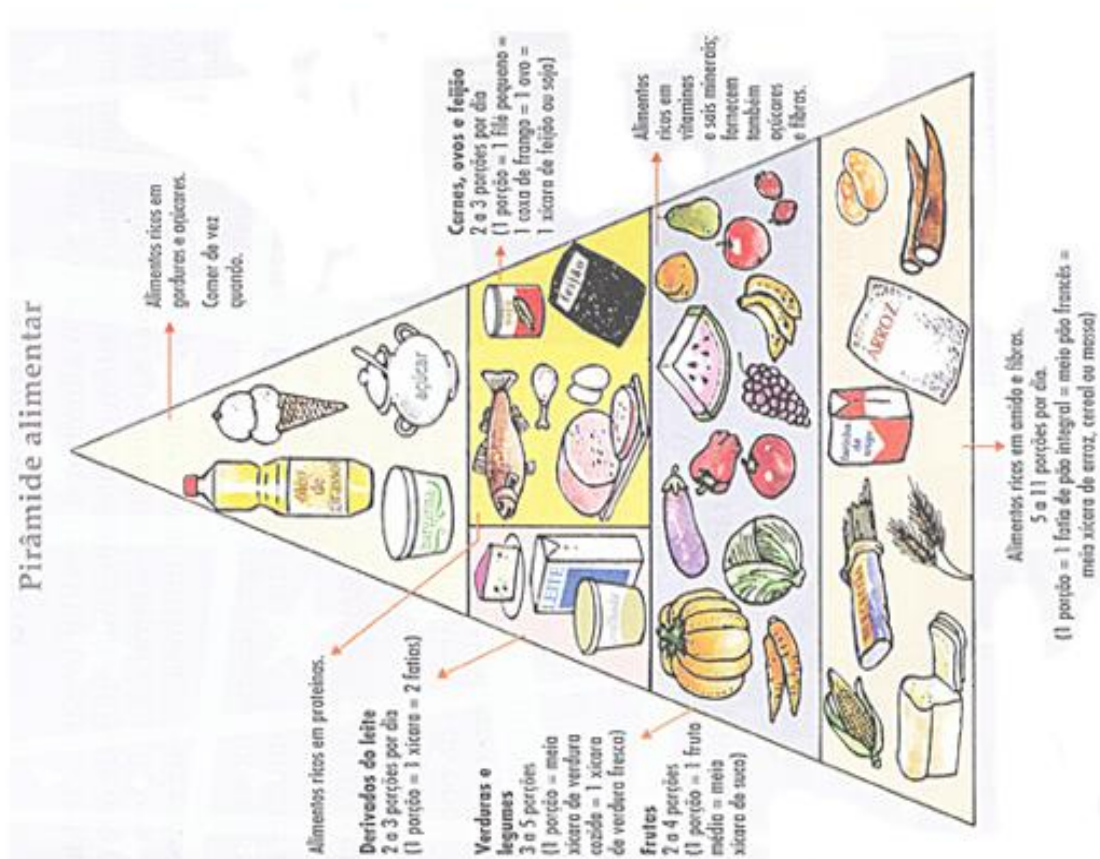 Pirâmide alimentar
Alimentos ricos em
gorduras e açúcares.
Comer de vez
quando.
Alimentos ricos em proteínas.
Derivados do leite
2 a 3 porções por dia
(1 porção = 1 xícara = 2 fatias)
Carnes, ovos e feijão
2 a 3 porções por dia
(1 porção = 1 filé pequeno =
1 coxa de frango = 1 ovo =
1 xícara de feijão ou soja)
Verduras e
legumes
3 a 5 porções
(1 porção = meia
xícara de verdura
cozida = 1 xícara
de verdura fresca)
Frutas
2 a 4 porções
(1 porção = 1 fruta
média = meia
xícara de suco)
Alimentos
ricos em
vitaminas
e sais minerais;
fornecem
também
açúcares
e fibras.
açúcar
LEITE
feijão
ARROZ
farinha
de
trigo
Alimentos ricos em amido e fibras.
5 a 11 porções por dia.
(1 porção = 1 fatia de pão integral = meio pão francês =
meia xícara de arroz, cereal ou massa)